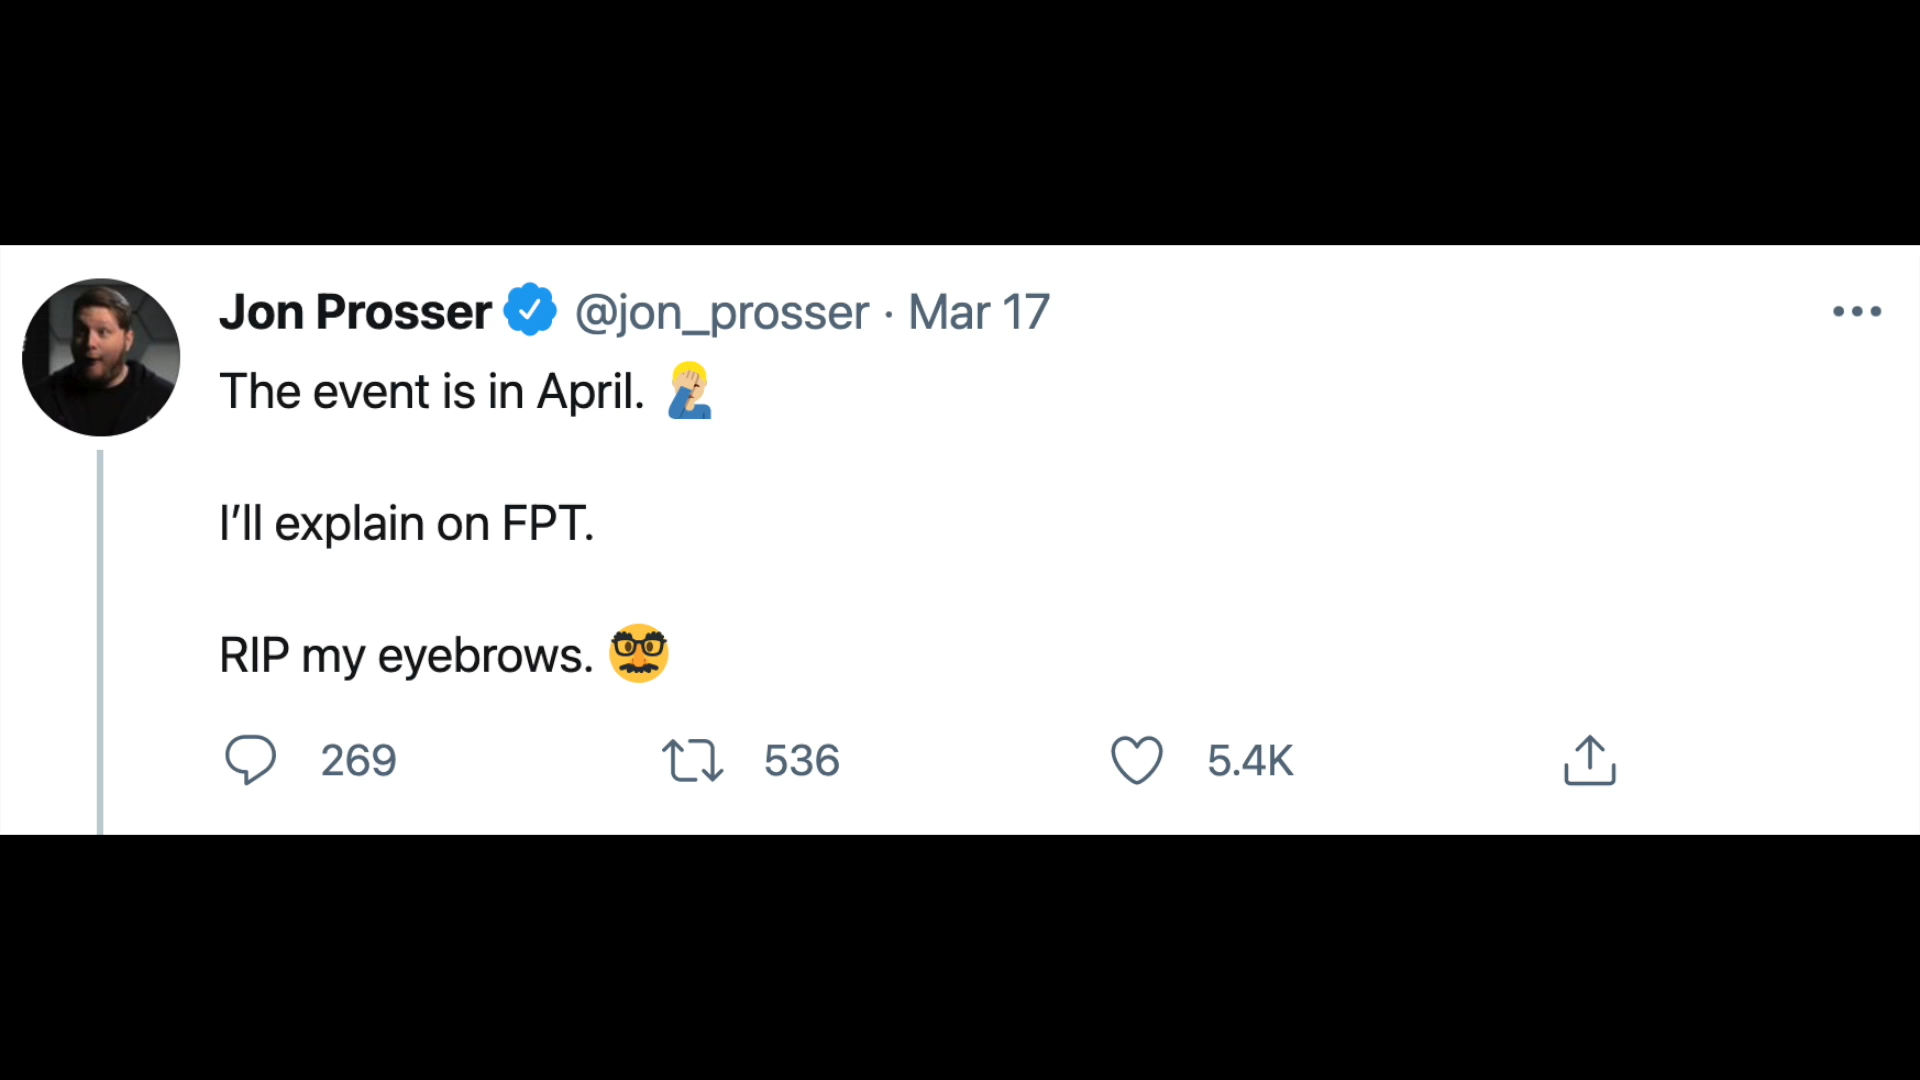 Jon Prosser @jon_prosser · Mar 17
The event is in April. 🤦🏼‍♂️
I’ll explain on FPT.
RIP my eyebrows. 🥸
269 536 5.4K